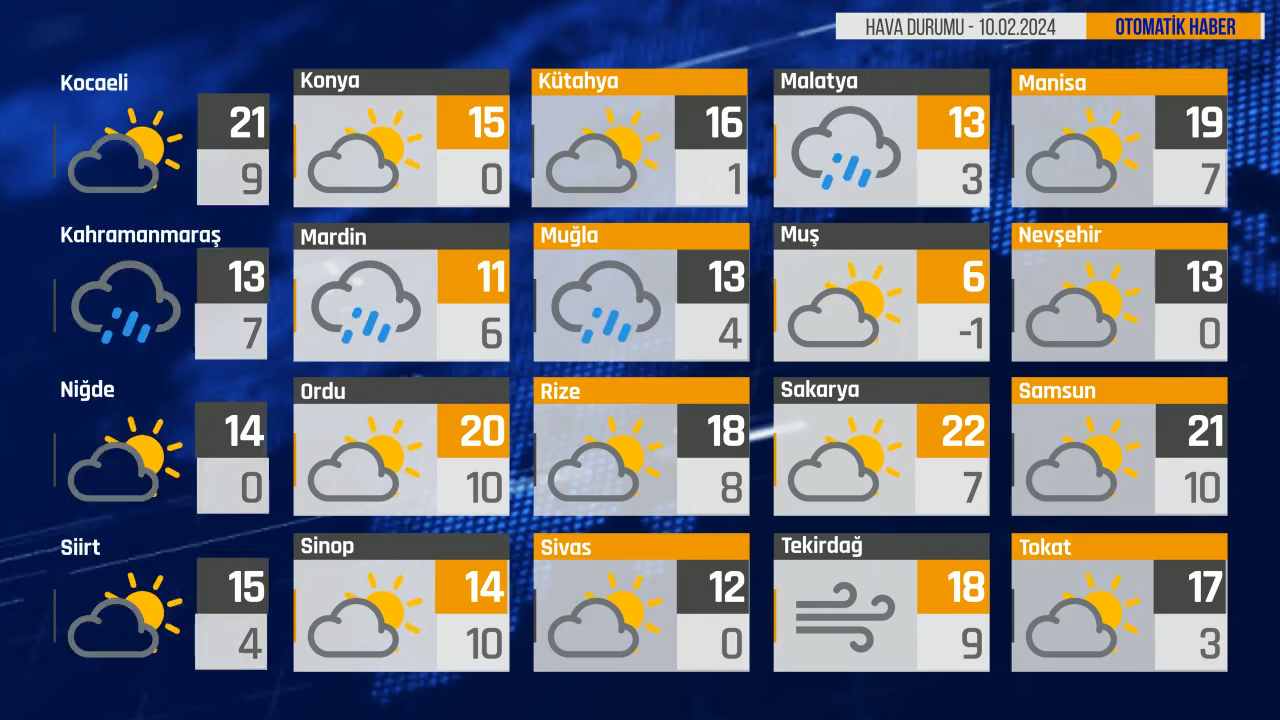 HAVA DURUMU - 10.02.2024 OTOMATİK HABER
Kocaeli
21
9
Konya
15
0
Kütahya
16
1
Malatya
13
3
Manisa
19
7
Kahramanmaraş
13
7
Mardin
11
6
Muğla
13
4
Muş
6
-1
Nevşehir
13
0
Niğde
14
0
Ordu
20
10
Rize
18
8
Sakarya
22
7
Samsun
21
10
Siirt
15
4
Sinop
14
10
Sivas
12
0
Tekirdağ
18
9
Tokat
17
3